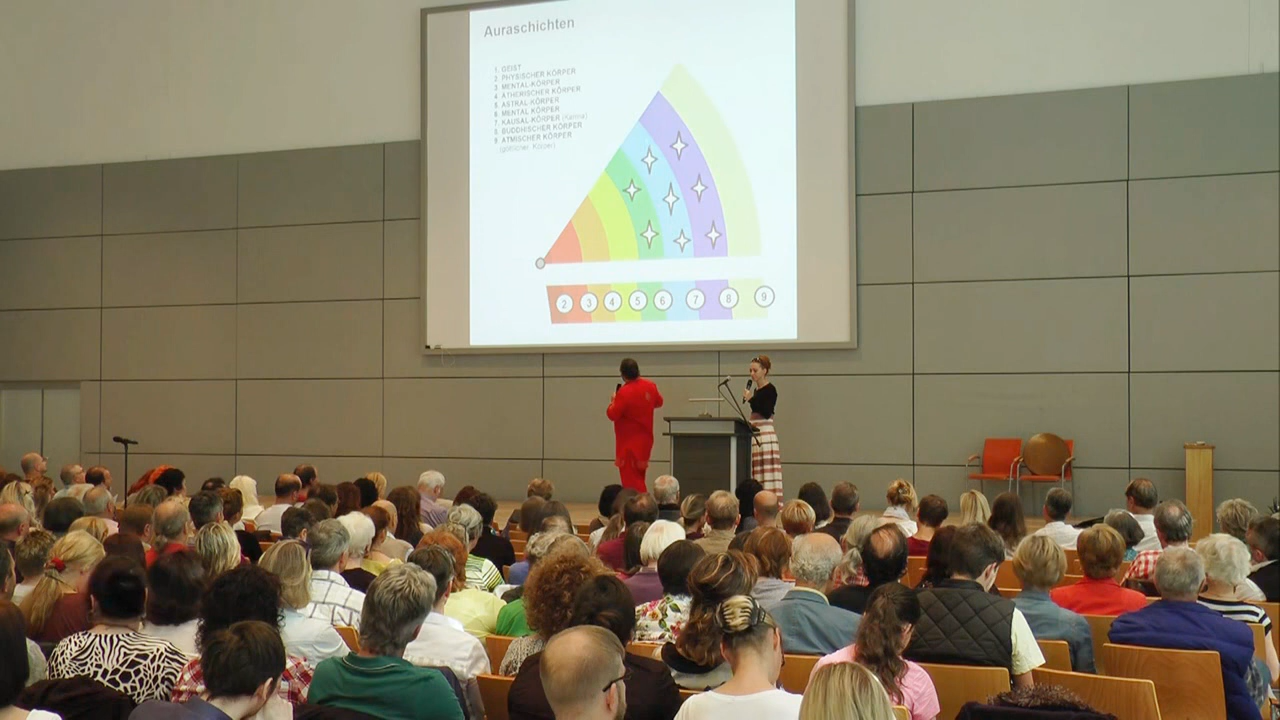 Auraschichten
1. GEIST
2. PHYSISCHER KÖRPER
3. MENTAL-KÖRPER
4. ÄTHERISCHER KÖRPER
5. ASTRAL-KÖRPER
6. MENTAL KÖRPER
7. KAUSAL-KÖRPER (Karma)
8. BUDDHISCHER KÖRPER
9. ATMISCHER KÖRPER
(göttlicher Körper)
2 3 4 5 6 7 8 9